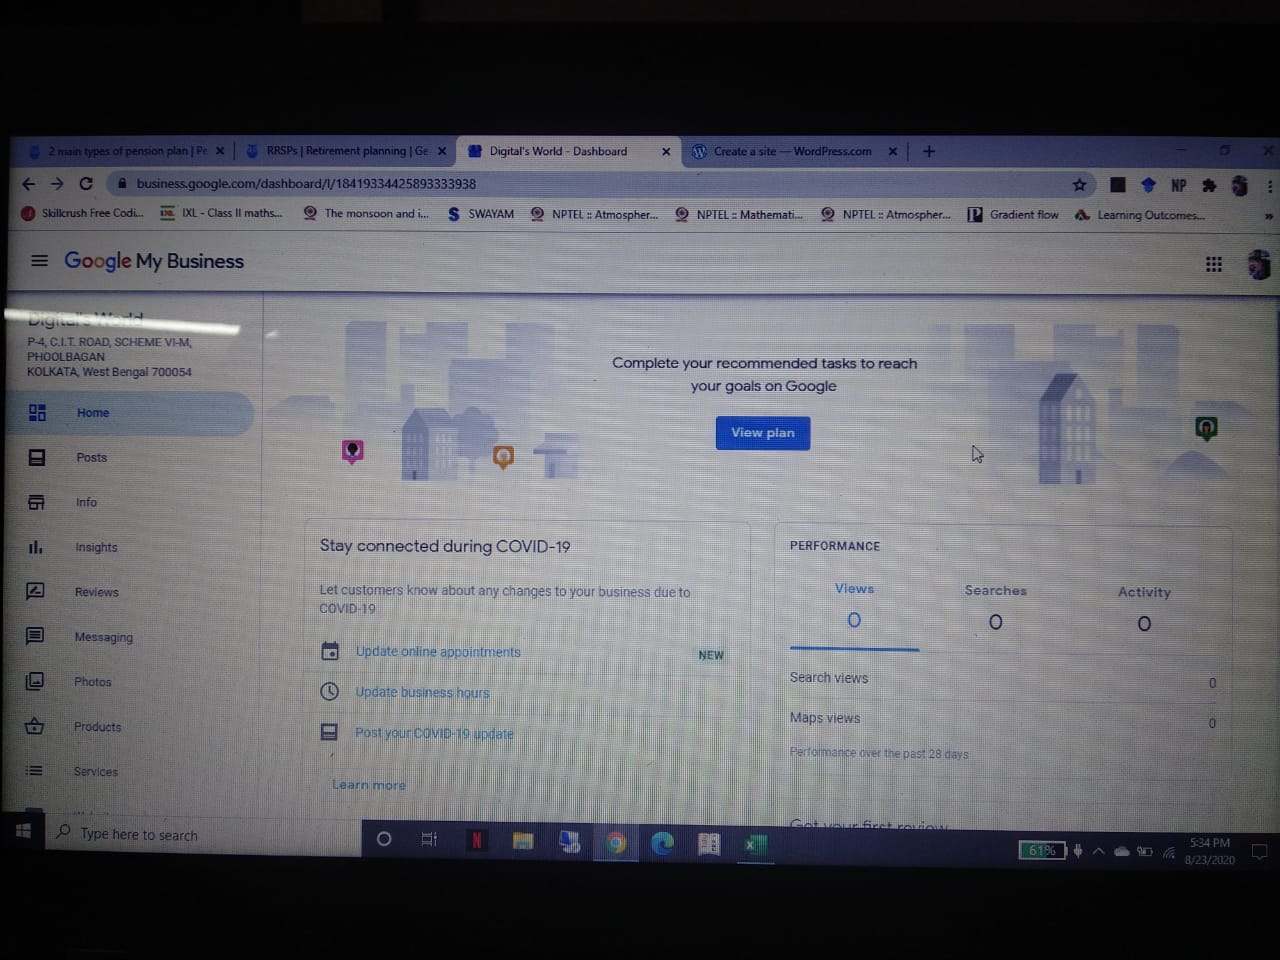 2 main types of pension plan | Pe
RRSPs | Retirement planning | Ge
Digital's World - Dashboard
Create a site — WordPress.com
business.google.com/dashboard/l/18419334425893333938
NP
Skillcrush Free Codi...
IXL - Class II maths...
The monsoon and i...
SWAYAM
NPTEL :: Atmospher...
NPTEL :: Mathemati...
NPTEL :: Atmospher...
Gradient flow
Learning Outcomes...
Google My Business
Digital's World
P-4, C.I.T. ROAD, SCHEME VI-M,
PHOOLBAGAN
KOLKATA, West Bengal 700054
Home
Posts
Info
Insights
Reviews
Messaging
Photos
Products
Services
Complete your recommended tasks to reach
your goals on Google
View plan
Stay connected during COVID-19
Let customers know about any changes to your business due to
COVID-19
Update online appointments
NEW
Update business hours
Post your COVID-19 update
Learn more
PERFORMANCE
Views
Searches
Activity
0
0
0
Search views
0
Maps views
0
Performance over the past 28 days
Get your first review
Type here to search
61%
5:34 PM
8/23/2020